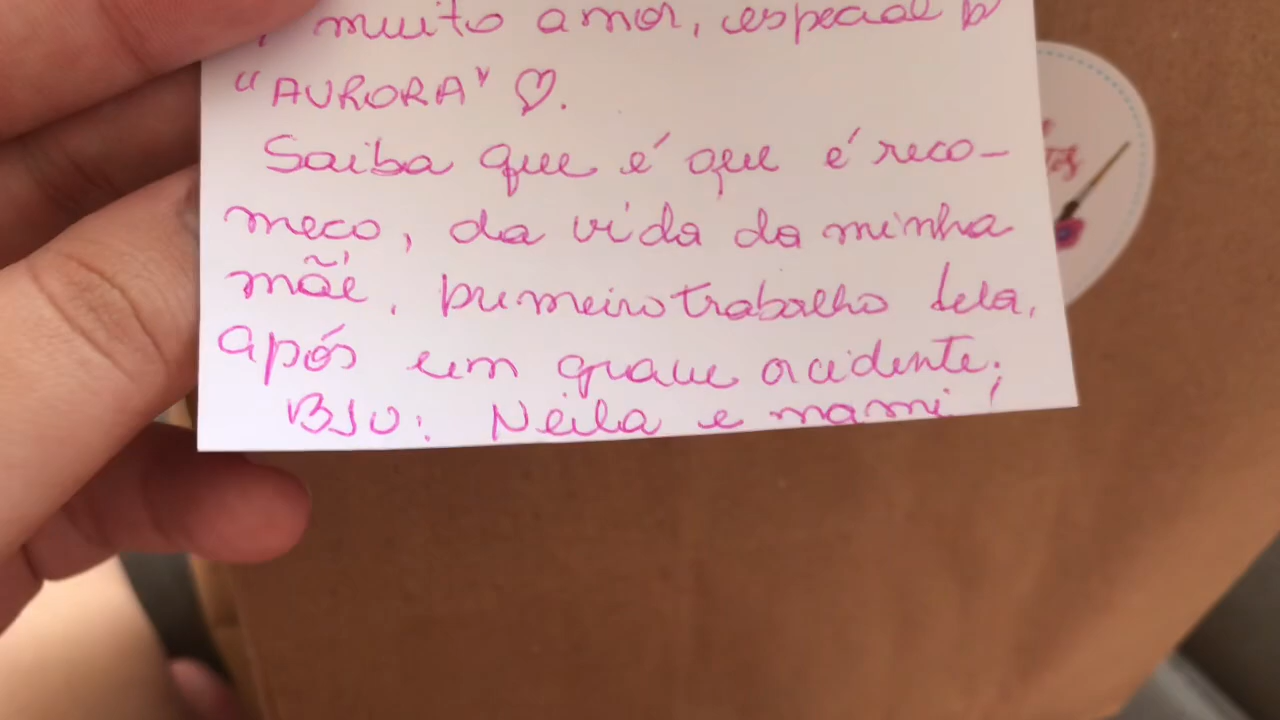 , muito amor, especial p
"AURORA" ♡.
Saiba que é que é reco-
meco, da vida da minha
mãe, primeiro trabalho dela,
após um grave acidente.
BJO: Neila e mami!